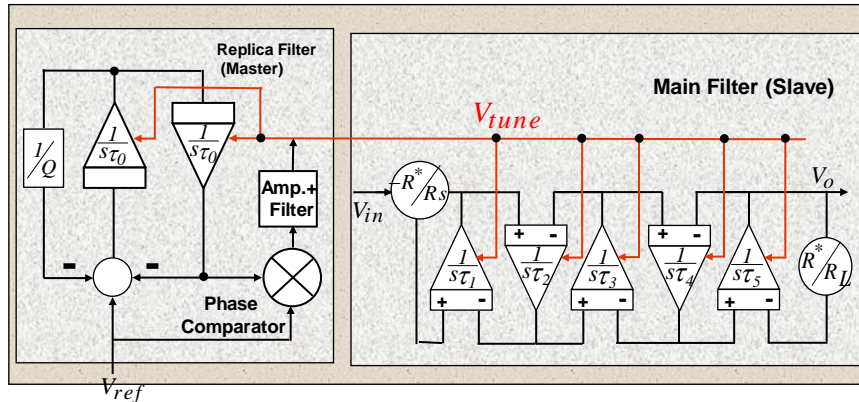 Replica Filter
(Master)
Main Filter (Slave)
V_tune
1/Q
1/sτ₀
1/sτ₀
Amp.+
Filter
−R*/Rs
V_in
V_o
+ -
- +
+ -
1/sτ₁
1/sτ₂
1/sτ₃
1/sτ₄
1/sτ₅
R*/R_L
+ -
+ -
+ -
- -
Phase
Comparator
V_ref